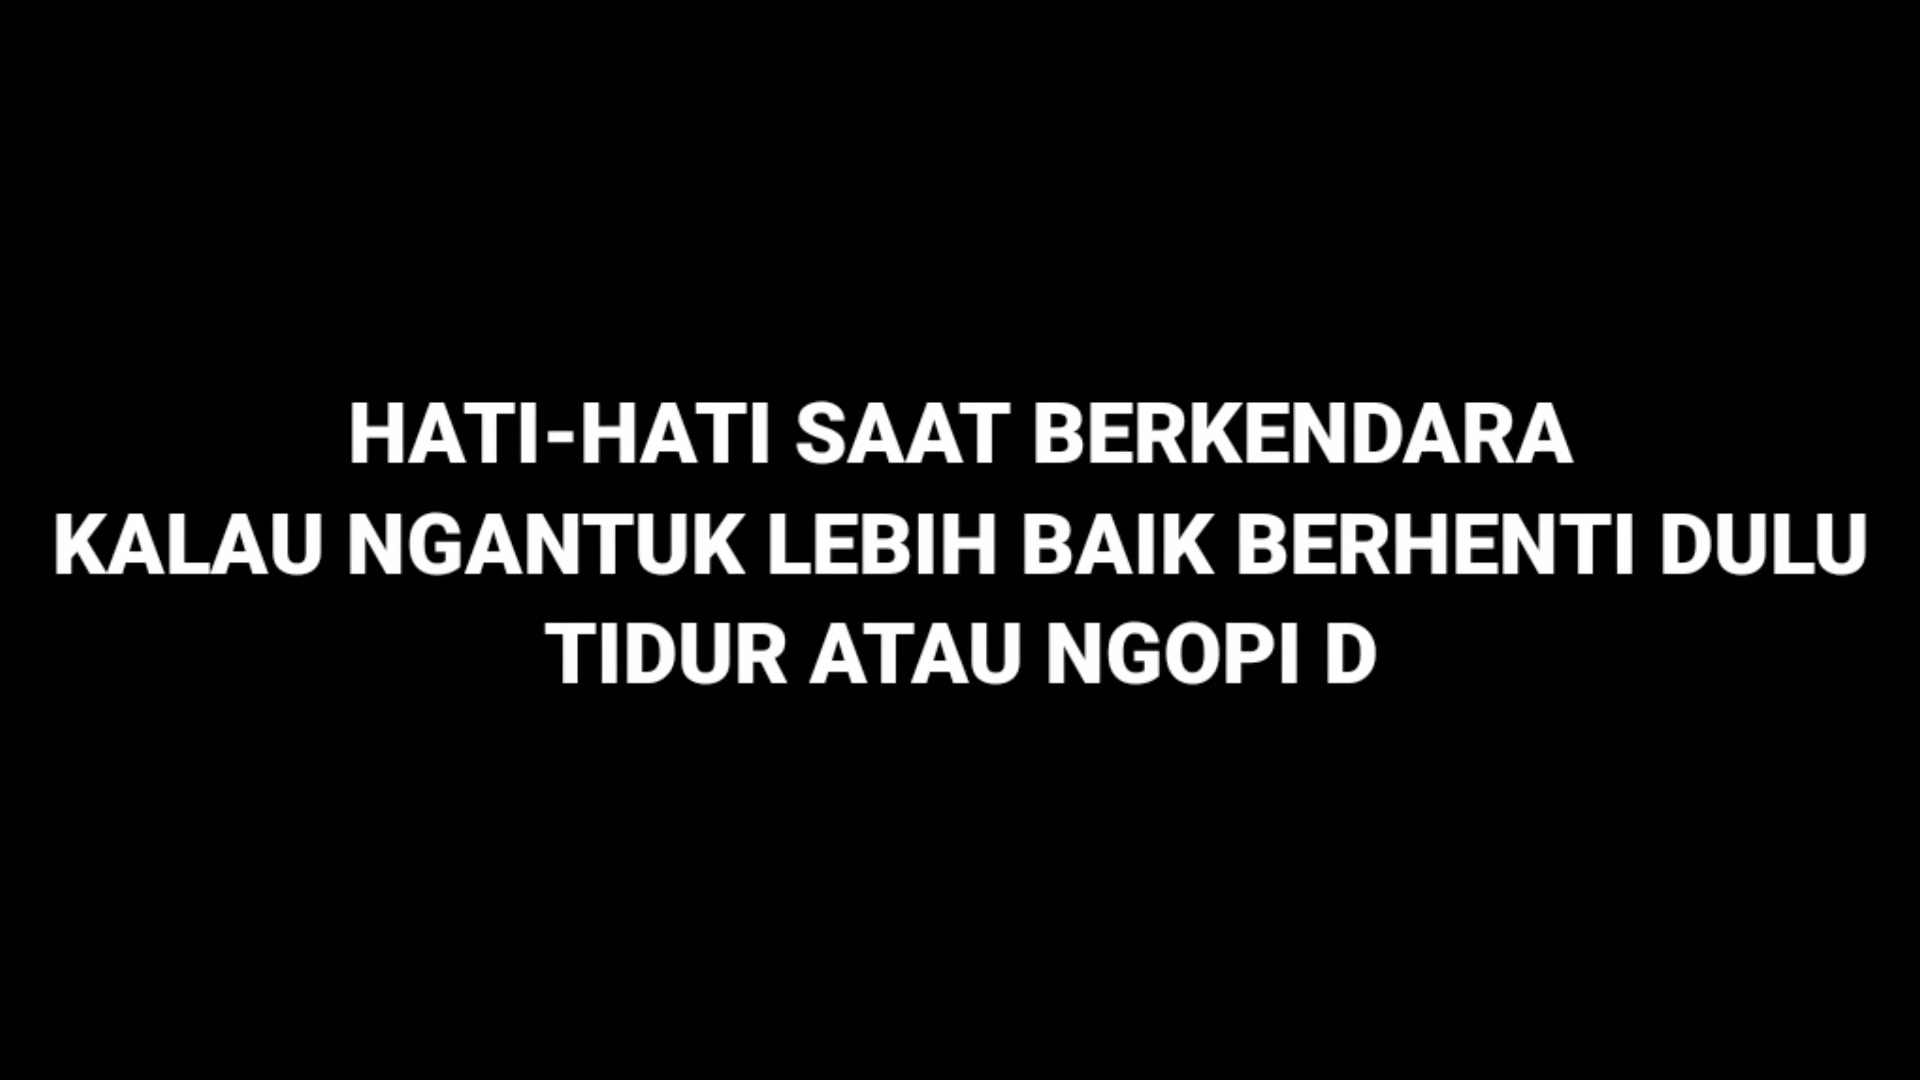 HATI-HATI SAAT BERKENDARA
KALAU NGANTUK LEBIH BAIK BERHENTI DULU
TIDUR ATAU NGOPI D